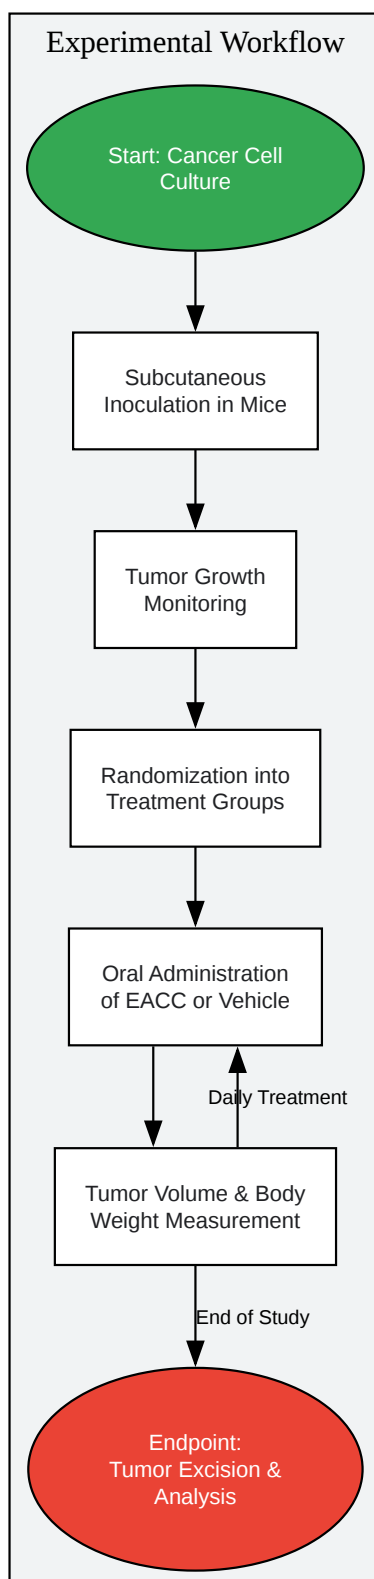 Experimental Workflow
Start: Cancer Cell
Culture
Subcutaneous
Inoculation in Mice
Tumor Growth
Monitoring
Randomization into
Treatment Groups
Oral Administration
of EACC or Vehicle
Daily Treatment
Tumor Volume & Body
Weight Measurement
End of Study
Endpoint:
Tumor Excision &
Analysis